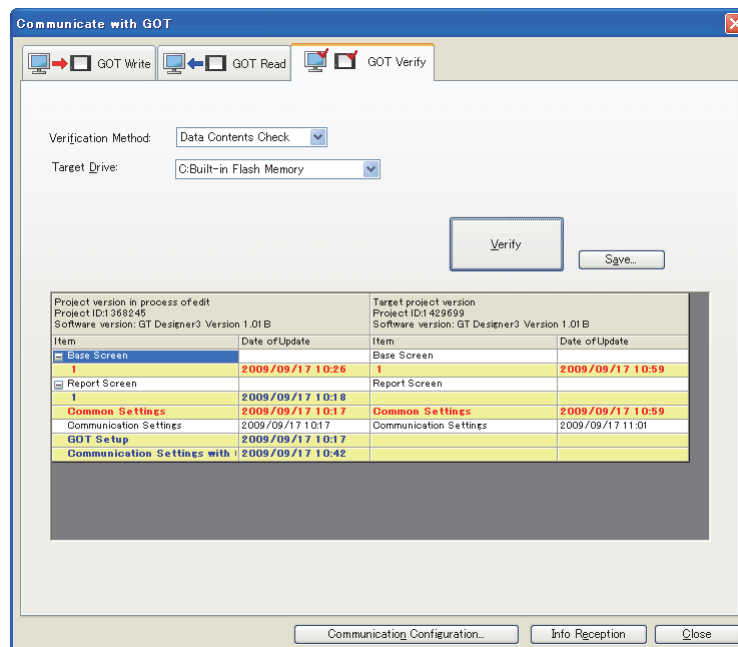 Communicate with GOT
GOT Write GOT Read GOT Verify
Verification Method: Data Contents Check
Target Drive: C:Built-in Flash Memory
Verify
Save...
Project version in process of edit Target project version
Project ID:1368245 Project ID:1429699
Software version: GT Designer3 Version 1.01B Software version: GT Designer3 Version 1.01B
Item Date of Update Item Date of Update
Base Screen Base Screen
1 2009/09/17 10:26 1 2009/09/17 10:59
Report Screen Report Screen
1 2009/09/17 10:18
Common Settings 2009/09/17 10:17 Common Settings 2009/09/17 10:59
Communication Settings 2009/09/17 10:17 Communication Settings 2009/09/17 11:01
GOT Setup 2009/09/17 10:17
Communication Settings with 2009/09/17 10:42
Communication Configuration... Info Reception Close